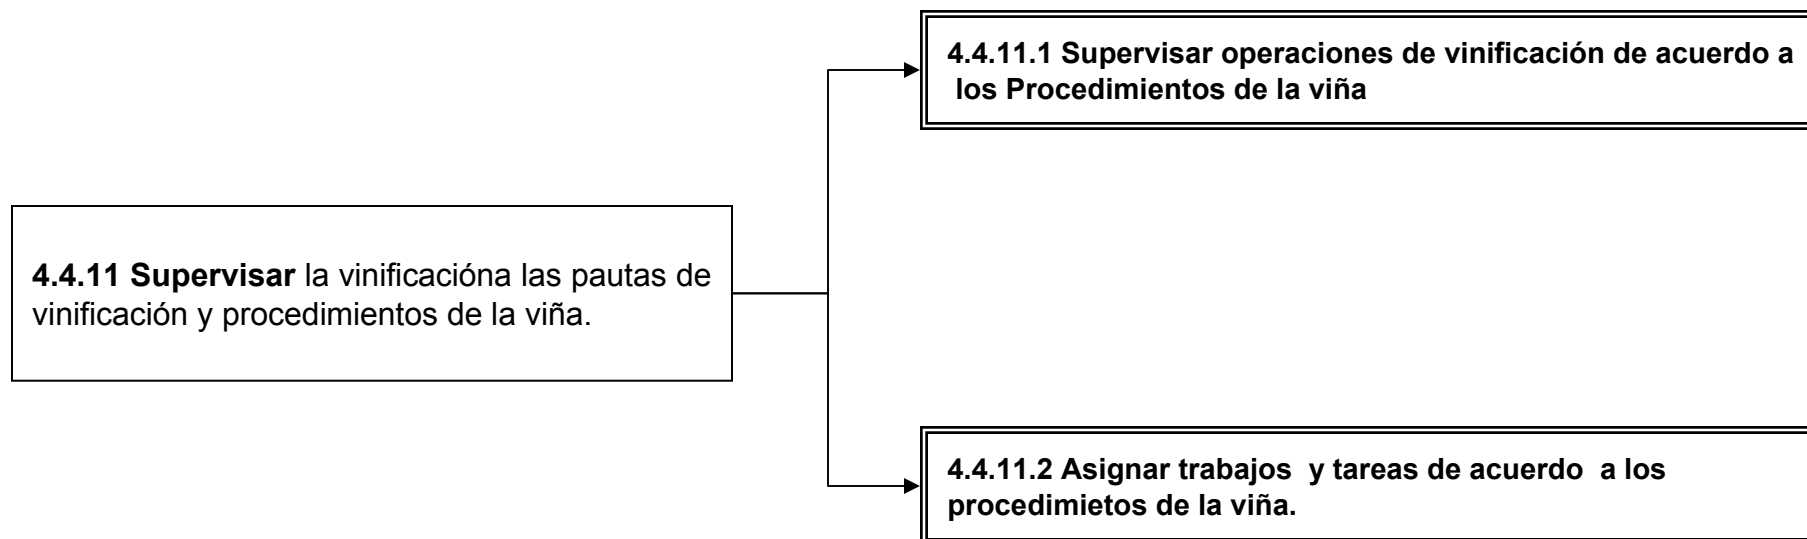 4.4.11.1 Supervisar operaciones de vinificación de acuerdo a
los Procedimientos de la viña
4.4.11 Supervisar la vinificacióna las pautas de
vinificación y procedimientos de la viña.
4.4.11.2 Asignar trabajos y tareas de acuerdo a los
procedimietos de la viña.